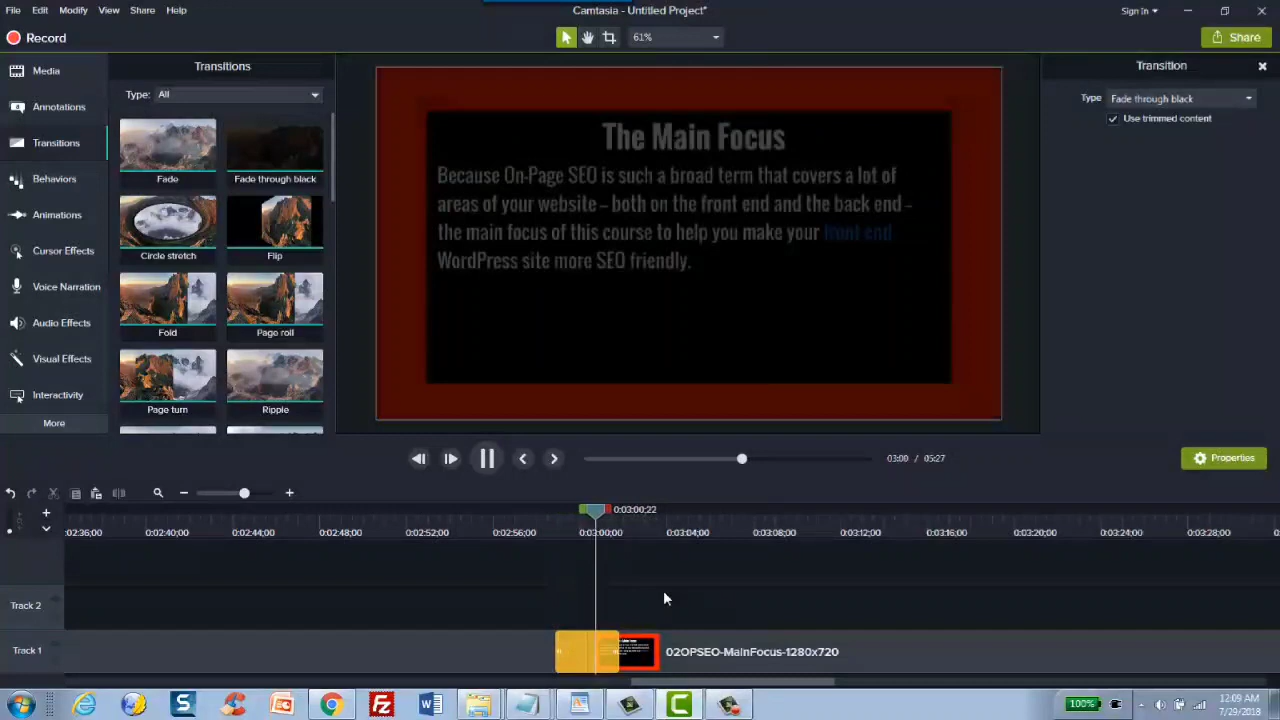 File Edit Modify View Share Help
Camtasia - Untitled Project*
Sign In
Record
61%
Share
Media
Annotations
Transitions
Behaviors
Animations
Cursor Effects
Voice Narration
Audio Effects
Visual Effects
Interactivity
More
Transitions
Type: All
Fade
Fade through black
Circle stretch
Flip
Fold
Page roll
Page turn
Ripple
The Main Focus
Because On-Page SEO is such a broad term that covers a lot of
areas of your website – both on the front end and the back end –
the main focus of this course to help you make your front end
WordPress site more SEO friendly.
Transition
Type Fade through black
Use trimmed content
03:00 / 05:27
Properties
0:03:00;22
0:02:36;00 0:02:40;00 0:02:44;00 0:02:48;00 0:02:52;00 0:02:56;00 0:03:00;00 0:03:04;00 0:03:08;00 0:03:12;00 0:03:16;00 0:03:20;00 0:03:24;00 0:03:28;00
Track 2
Track 1
02OPSEO-MainFocus-1280x720
100%
12:09 AM
7/29/2018